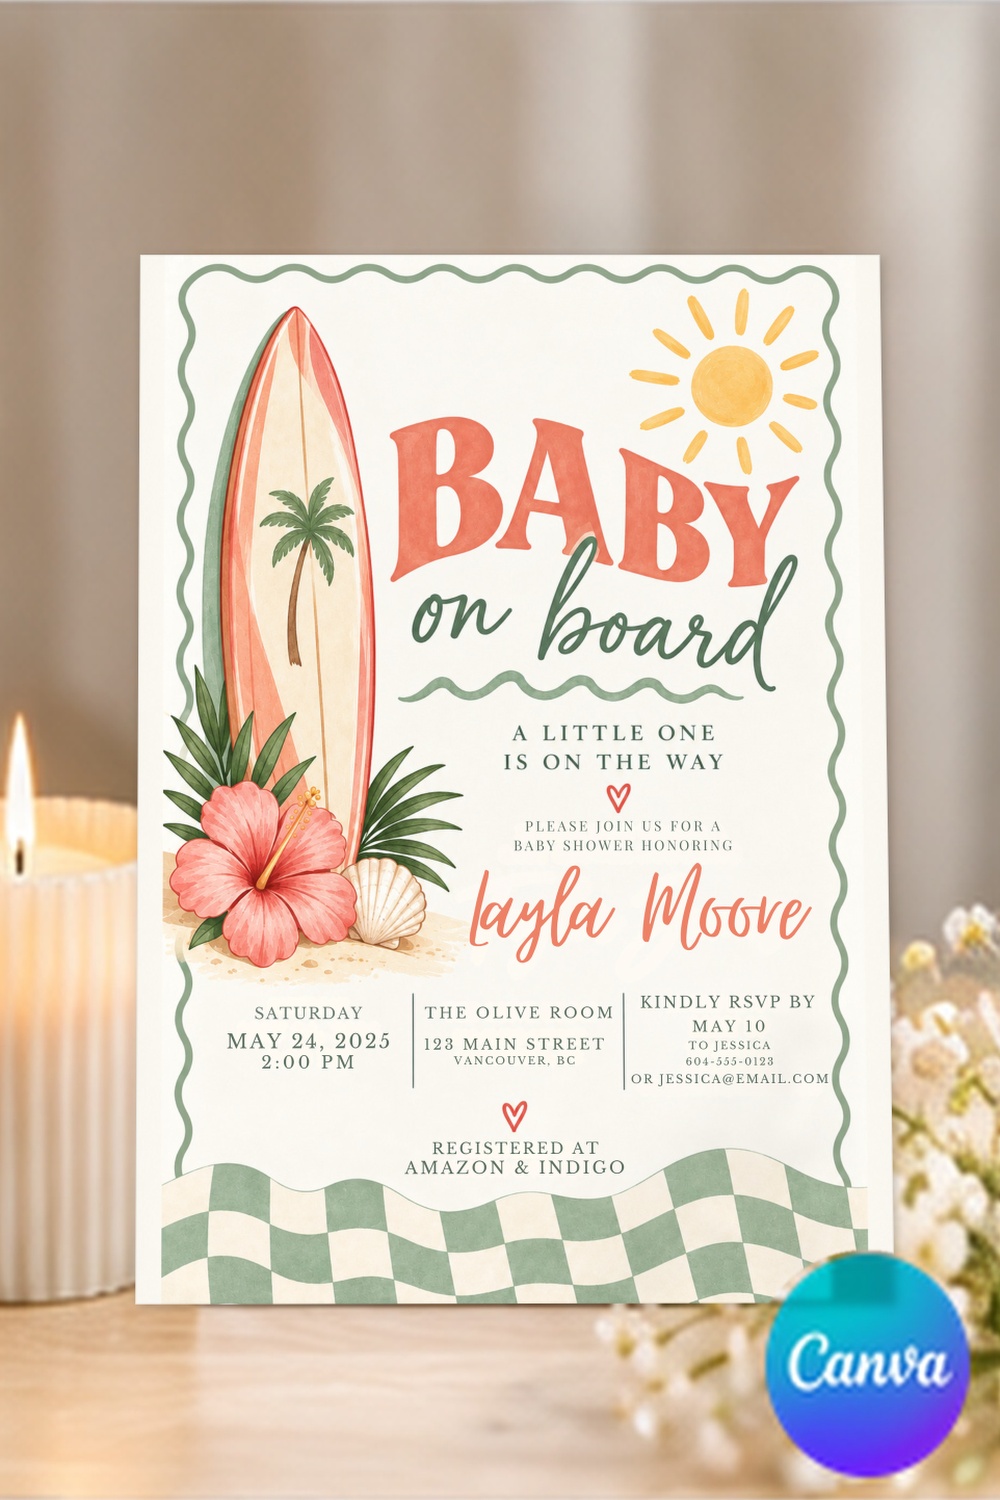 BABY
on board
A LITTLE ONE
IS ON THE WAY
PLEASE JOIN US FOR A
BABY SHOWER HONORING
Layla Moore
SATURDAY
MAY 24, 2025
2:00 PM
THE OLIVE ROOM
123 MAIN STREET
VANCOUVER, BC
KINDLY RSVP BY
MAY 10
TO JESSICA
604-555-0123
OR JESSICA@EMAIL.COM
REGISTERED AT
AMAZON & INDIGO
Canva